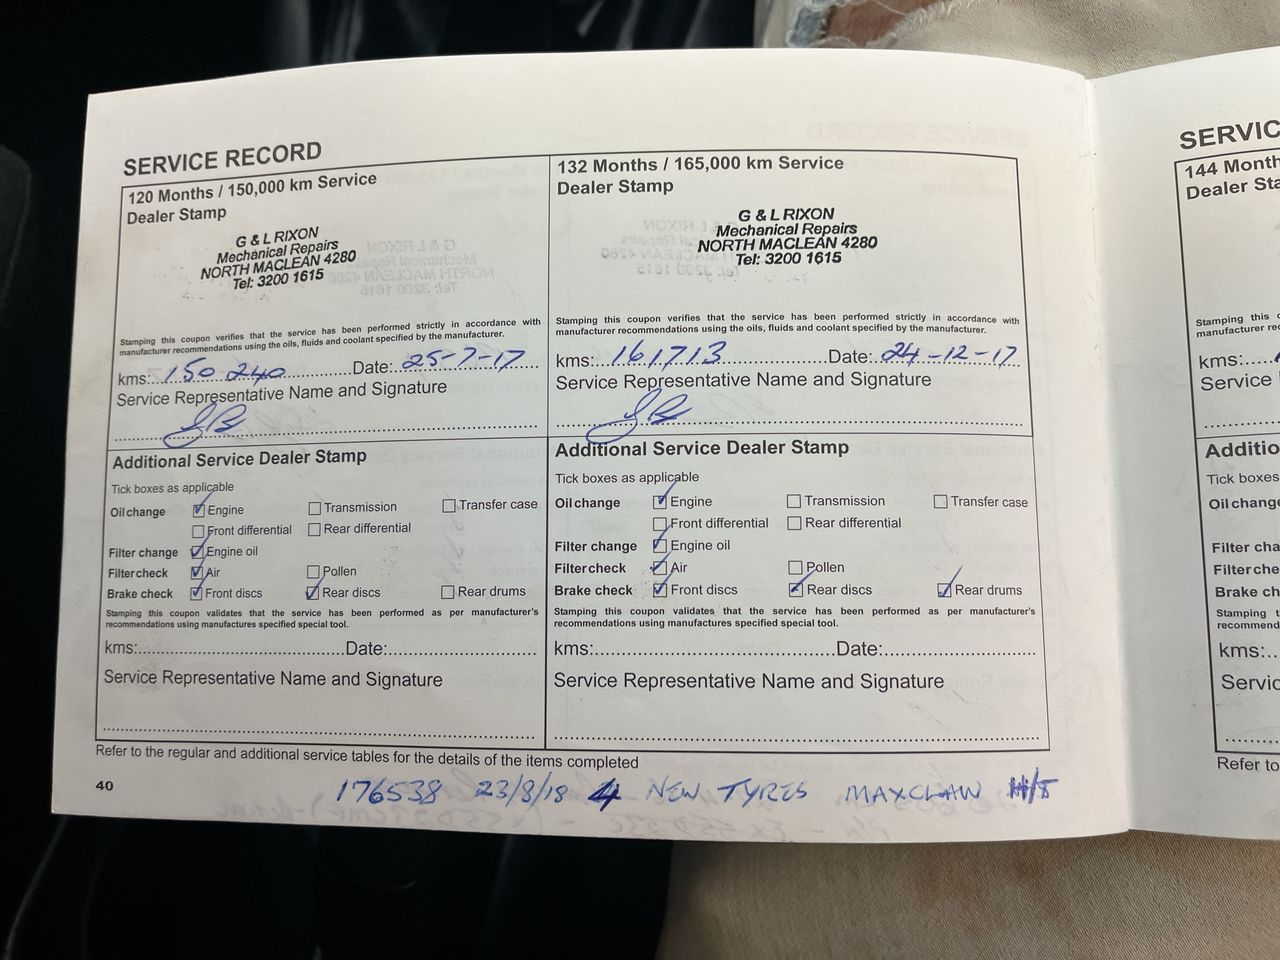 SERVICE RECORD
120 Months / 150,000 km Service
Dealer Stamp
G & L RIXON
Mechanical Repairs
NORTH MACLEAN 4280
Tel: 3200 1615
Stamping this coupon verifies that the service has been performed strictly in accordance with
manufacturer recommendations using the oils, fluids and coolant specified by the manufacturer.
kms: 150 240 Date: 25-7-17
Service Representative Name and Signature
Additional Service Dealer Stamp
Tick boxes as applicable
Oil change Engine Transmission Transfer case
Front differential Rear differential
Filter change Engine oil
Filter check Air Pollen
Brake check Front discs Rear discs Rear drums
Stamping this coupon validates that the service has been performed as per manufacturer's
recommendations using manufactures specified special tool.
kms: Date:
Service Representative Name and Signature
132 Months / 165,000 km Service
Dealer Stamp
G & L RIXON
Mechanical Repairs
NORTH MACLEAN 4280
Tel: 3200 1615
Stamping this coupon verifies that the service has been performed strictly in accordance with
manufacturer recommendations using the oils, fluids and coolant specified by the manufacturer.
kms: 161713 Date: 24-12-17
Service Representative Name and Signature
Additional Service Dealer Stamp
Tick boxes as applicable
Oil change Engine Transmission Transfer case
Front differential Rear differential
Filter change Engine oil
Filter check Air Pollen
Brake check Front discs Rear discs Rear drums
Stamping this coupon validates that the service has been performed as per manufacturer's
recommendations using manufactures specified special tool.
kms: Date:
Service Representative Name and Signature
Refer to the regular and additional service tables for the details of the items completed
40
176538 23/8/18 4 NEW TYRES MAXCLAW H/T
SERVIC
144 Month
Dealer Sta
Stamping this
manufacturer re
kms:
Service
Additio
Tick boxes
Oil chang
Filter cha
Filter che
Brake ch
Stamping t
recommend
kms:
Servic
Refer to